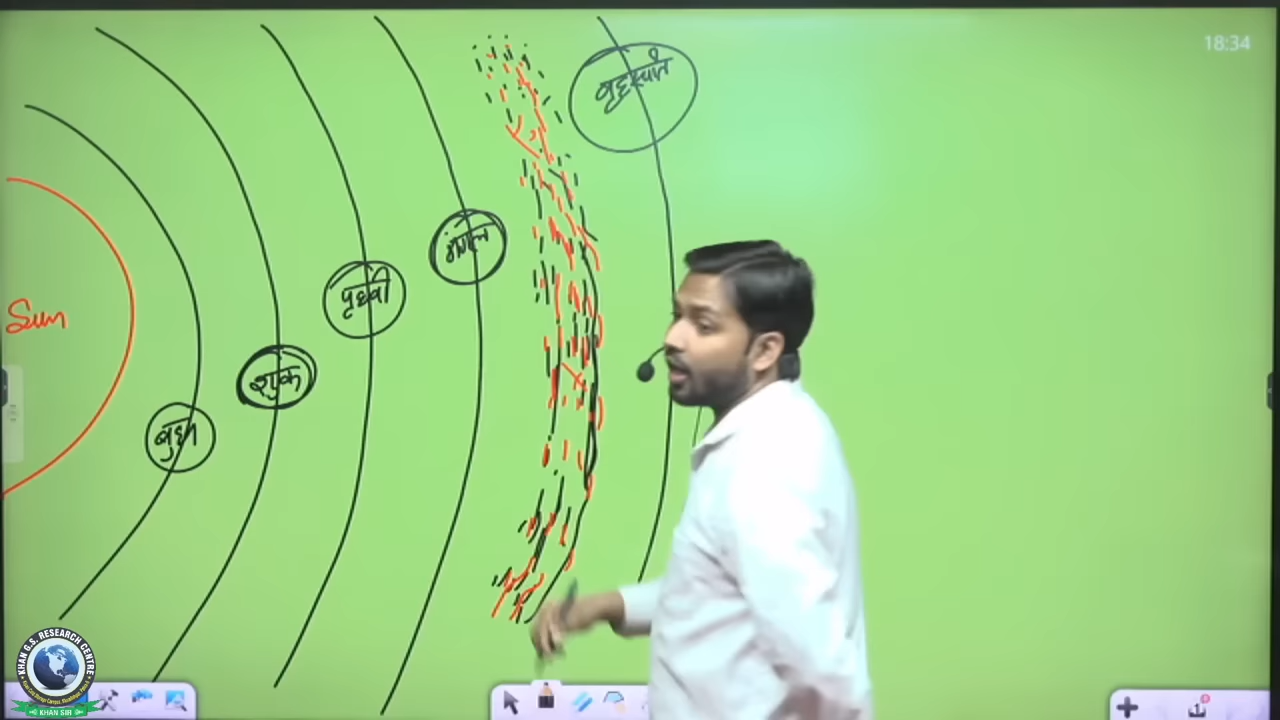 18:34
बृहस्पति
मंगल
पृथ्वी
Sun
शुक्र
बुध
KHAN G.S. RESEARCH CENTRE
KHAN SIR